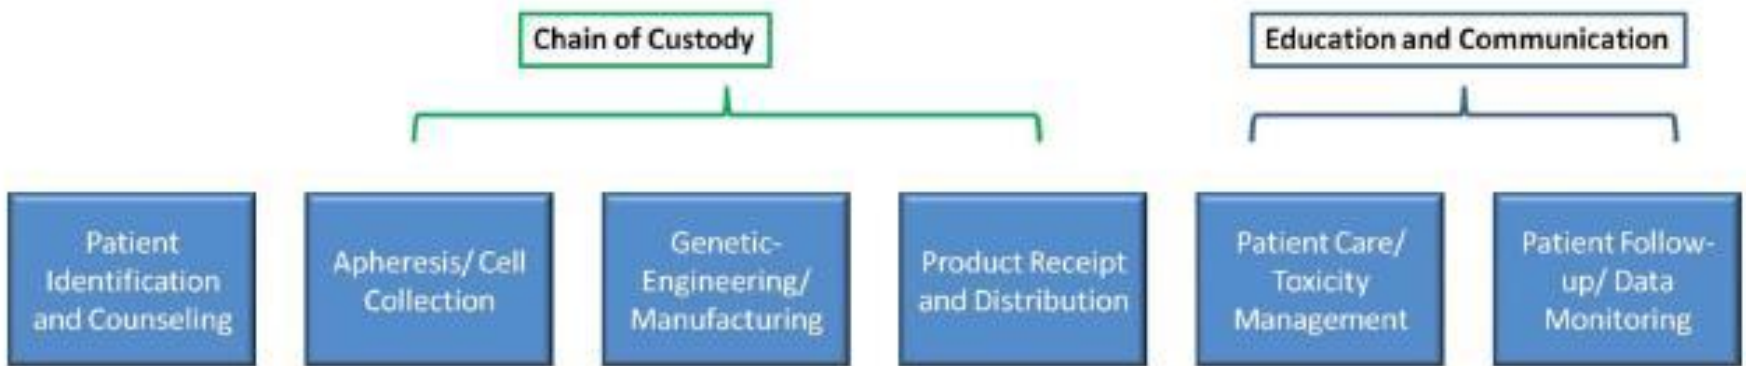 Chain of Custody
Education and Communication
Patient
Identification
and Counseling
Apheresis/ Cell
Collection
Genetic-
Engineering/
Manufacturing
Product Receipt
and Distribution
Patient Care/
Toxicity
Management
Patient Follow-
up/ Data
Monitoring